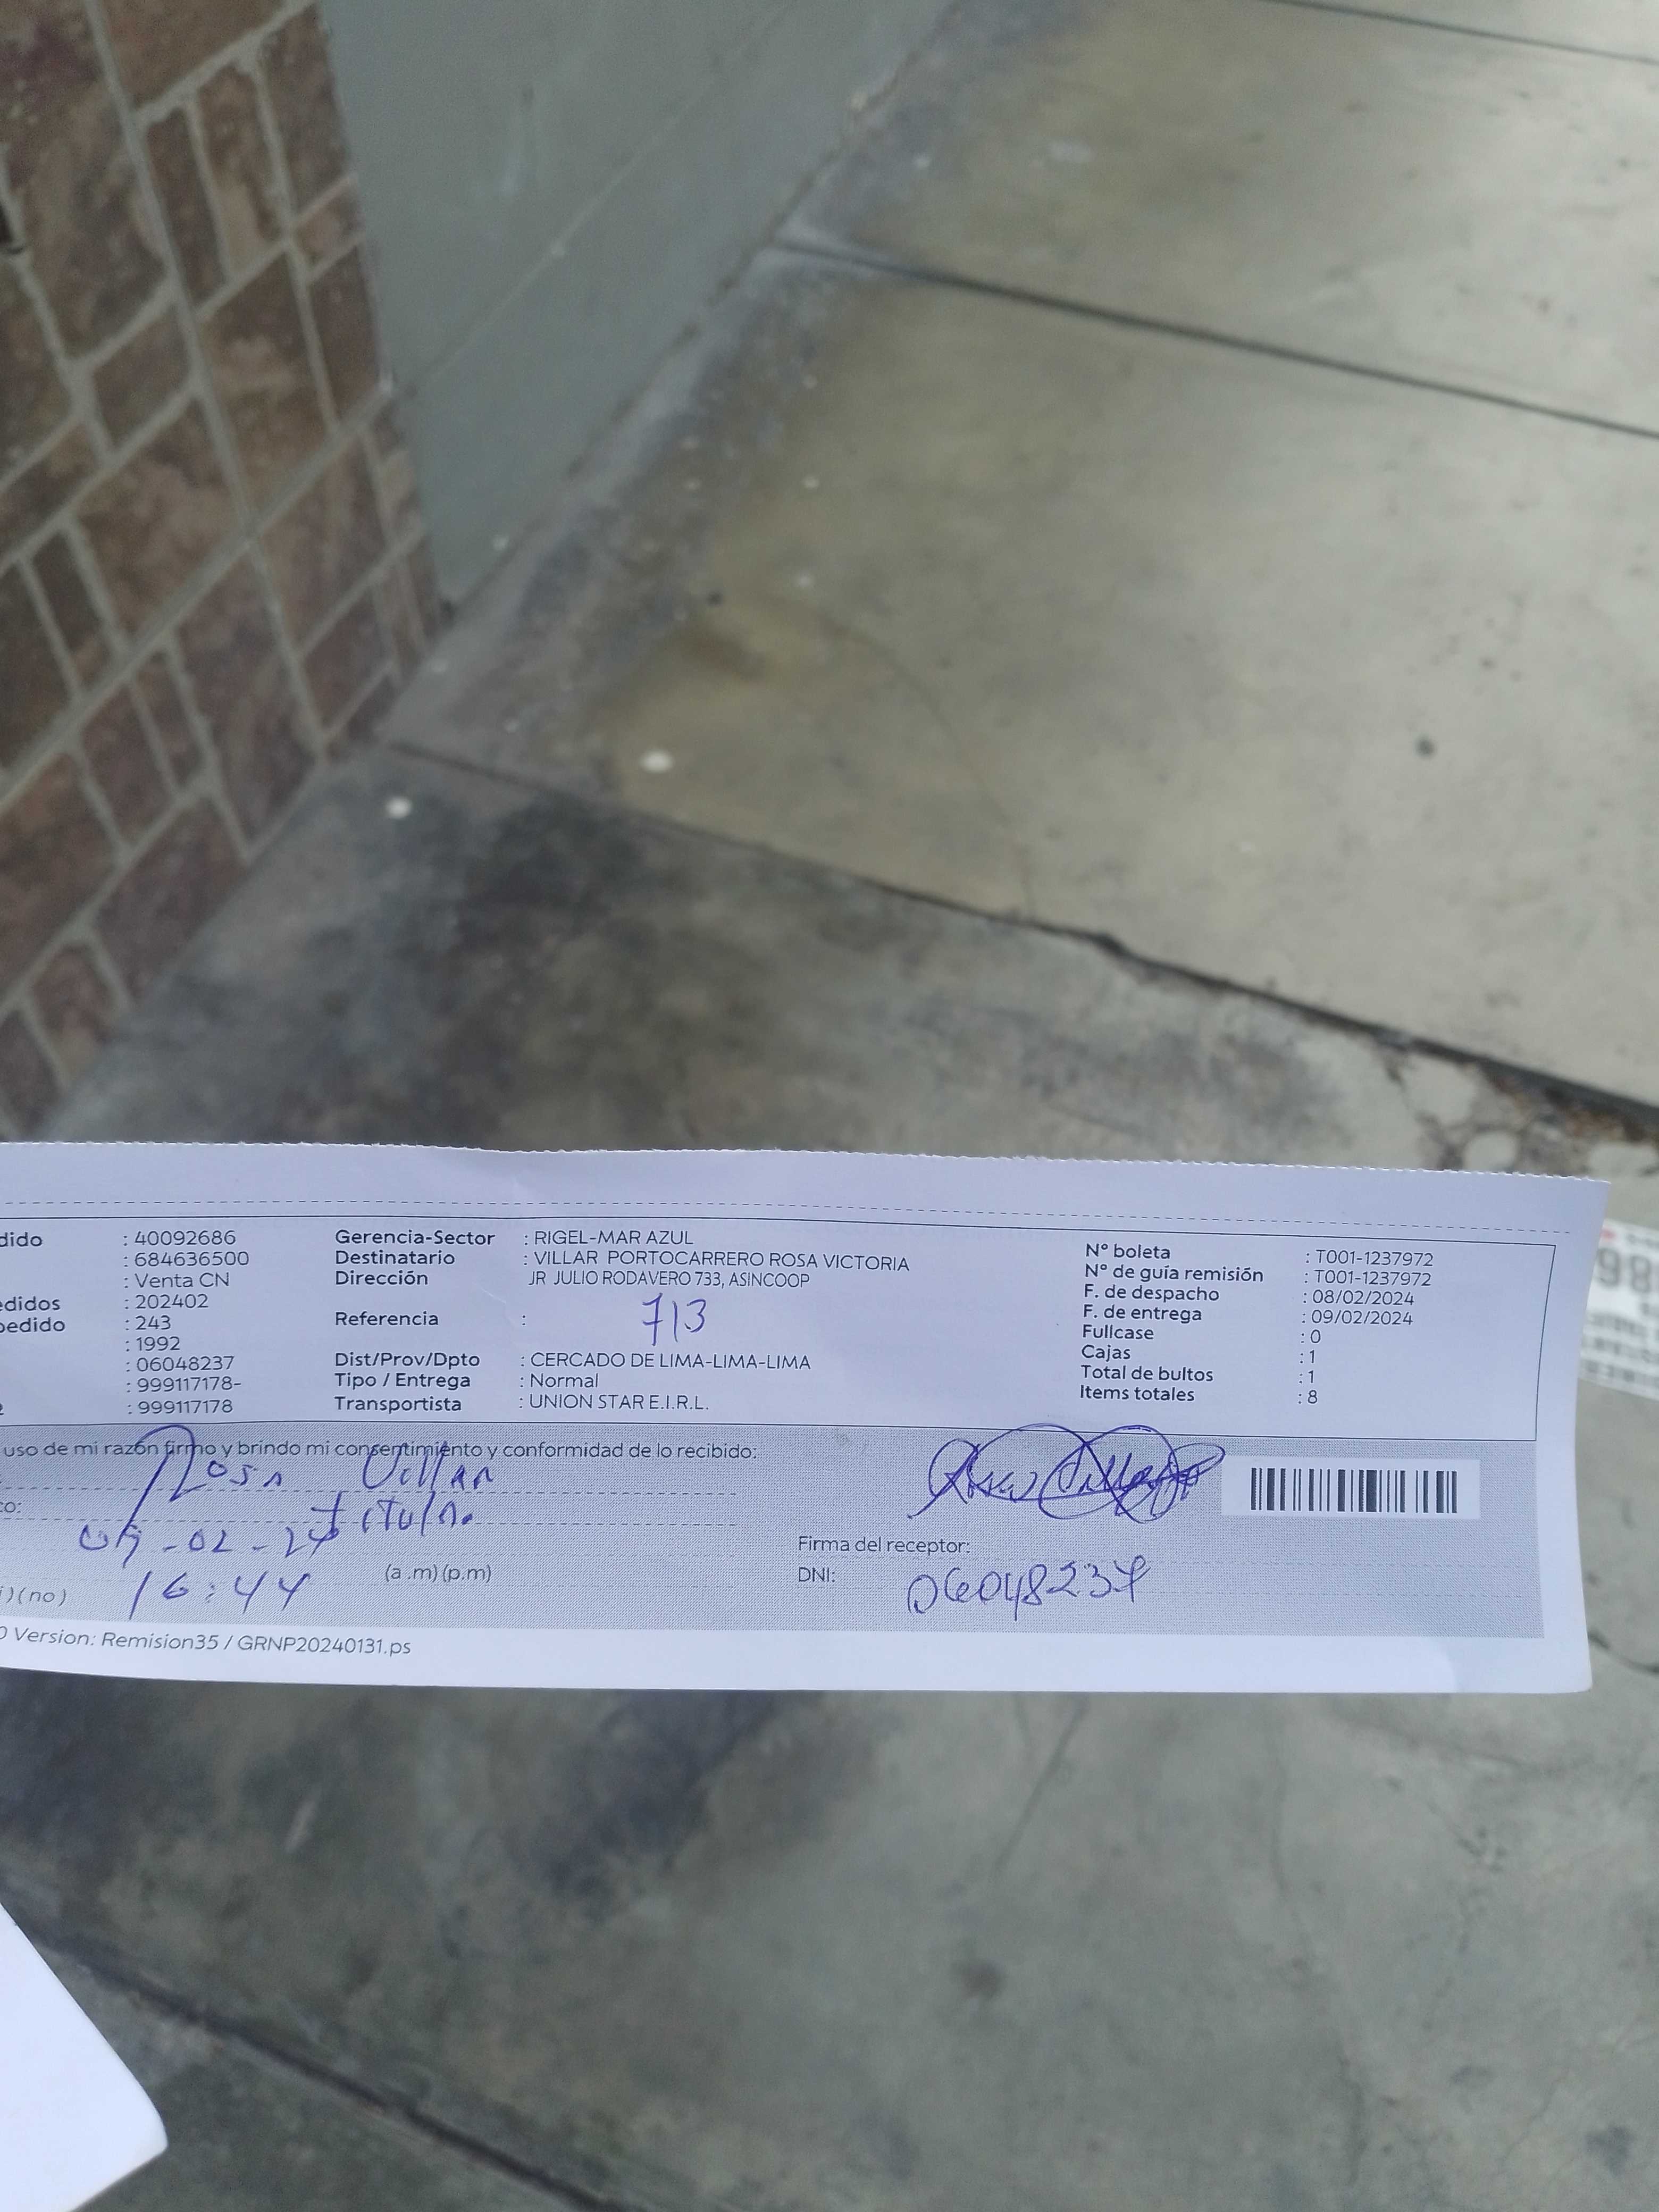 dido : 40092686
: 684636500
: Venta CN
edidos : 202402
pedido : 243
: 1992
: 06048237
: 999117178-
: 999117178
Gerencia-Sector : RIGEL-MAR AZUL
Destinatario : VILLAR PORTOCARRERO ROSA VICTORIA
Dirección JR JULIO RODAVERO 733, ASINCOOP
Referencia : 713
Dist/Prov/Dpto : CERCADO DE LIMA-LIMA-LIMA
Tipo / Entrega : Normal
Transportista : UNION STAR E.I.R.L.
Nº boleta : T001-1237972
Nº de guía remisión : T001-1237972
F. de despacho : 08/02/2024
F. de entrega : 09/02/2024
Fullcase : 0
Cajas : 1
Total de bultos : 1
Items totales : 8
uso de mi razón firmo y brindo mi consentimiento y conformidad de lo recibido:
Rosa Villar
co: titular
09-02-24
16:44 (a .m) (p.m)
i ) ( no )
Firma del receptor:
DNI: 06048237
0 Version: Remision35 / GRNP20240131.ps